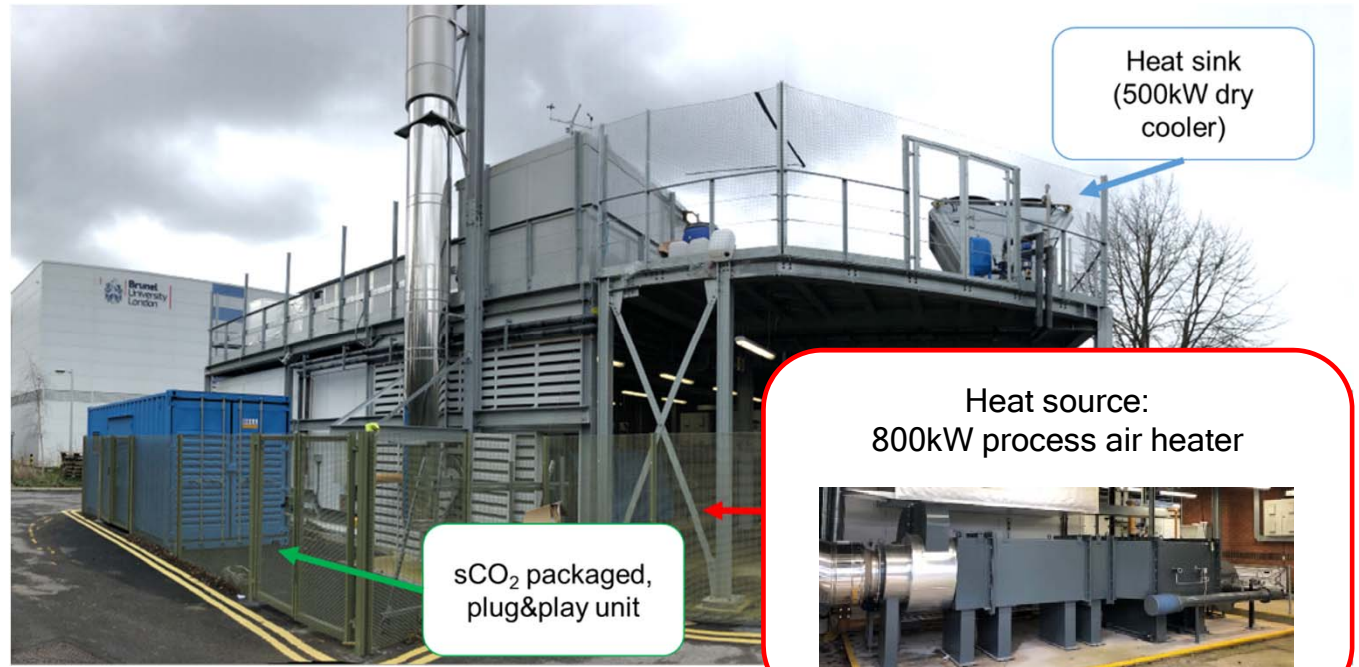 Heat sink
(500kW dry
cooler)
Brunel
University
London
Heat source:
800kW process air heater
sCO₂ packaged,
plug&play unit